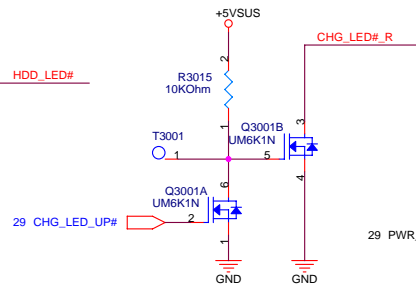 +5VSUS
CHG_LED#_R
HDD_LED#
2
R3015
10KOhm
1
T3001
1
Q3001B
UM6K1N
3
5
4
Q3001A
UM6K1N
6
29 CHG_LED_UP#
2
1
29 PWR_
GND
GND